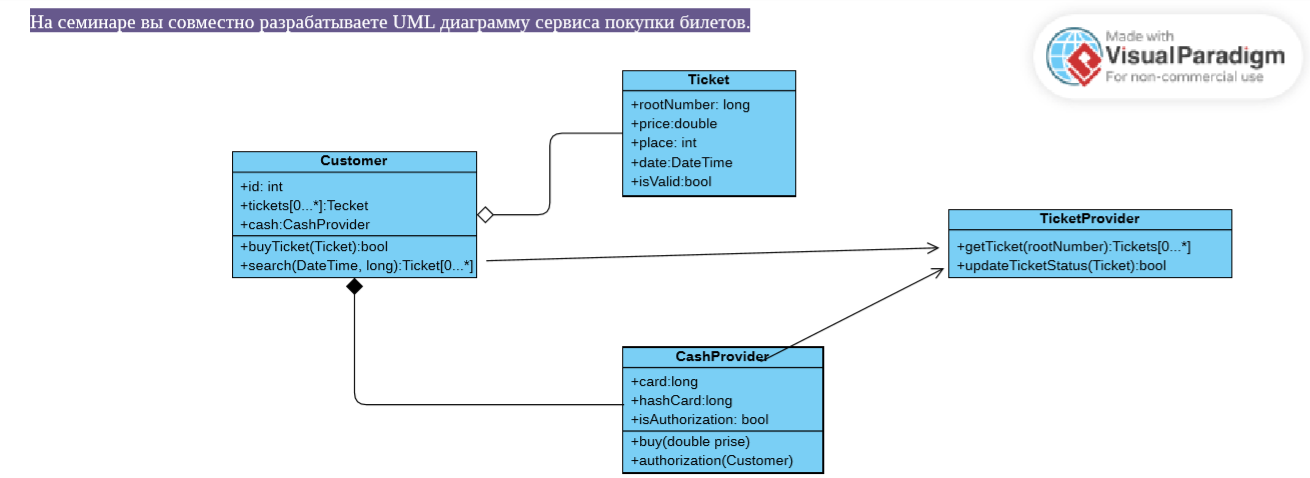 На семинаре вы совместно разрабатываете UML диаграмму сервиса покупки билетов.
Made with
VisualParadigm
For non-commercial use
Ticket
+rootNumber: long
+price:double
+place: int
+date:DateTime
+isValid:bool
Customer
+id: int
+tickets[0...*]:Tecket
+cash:CashProvider
+buyTicket(Ticket):bool
+search(DateTime, long):Ticket[0...*]
TicketProvider
+getTicket(rootNumber):Tickets[0...*]
+updateTicketStatus(Ticket):bool
CashProvider
+card:long
+hashCard:long
+isAuthorization: bool
+buy(double prise)
+authorization(Customer)